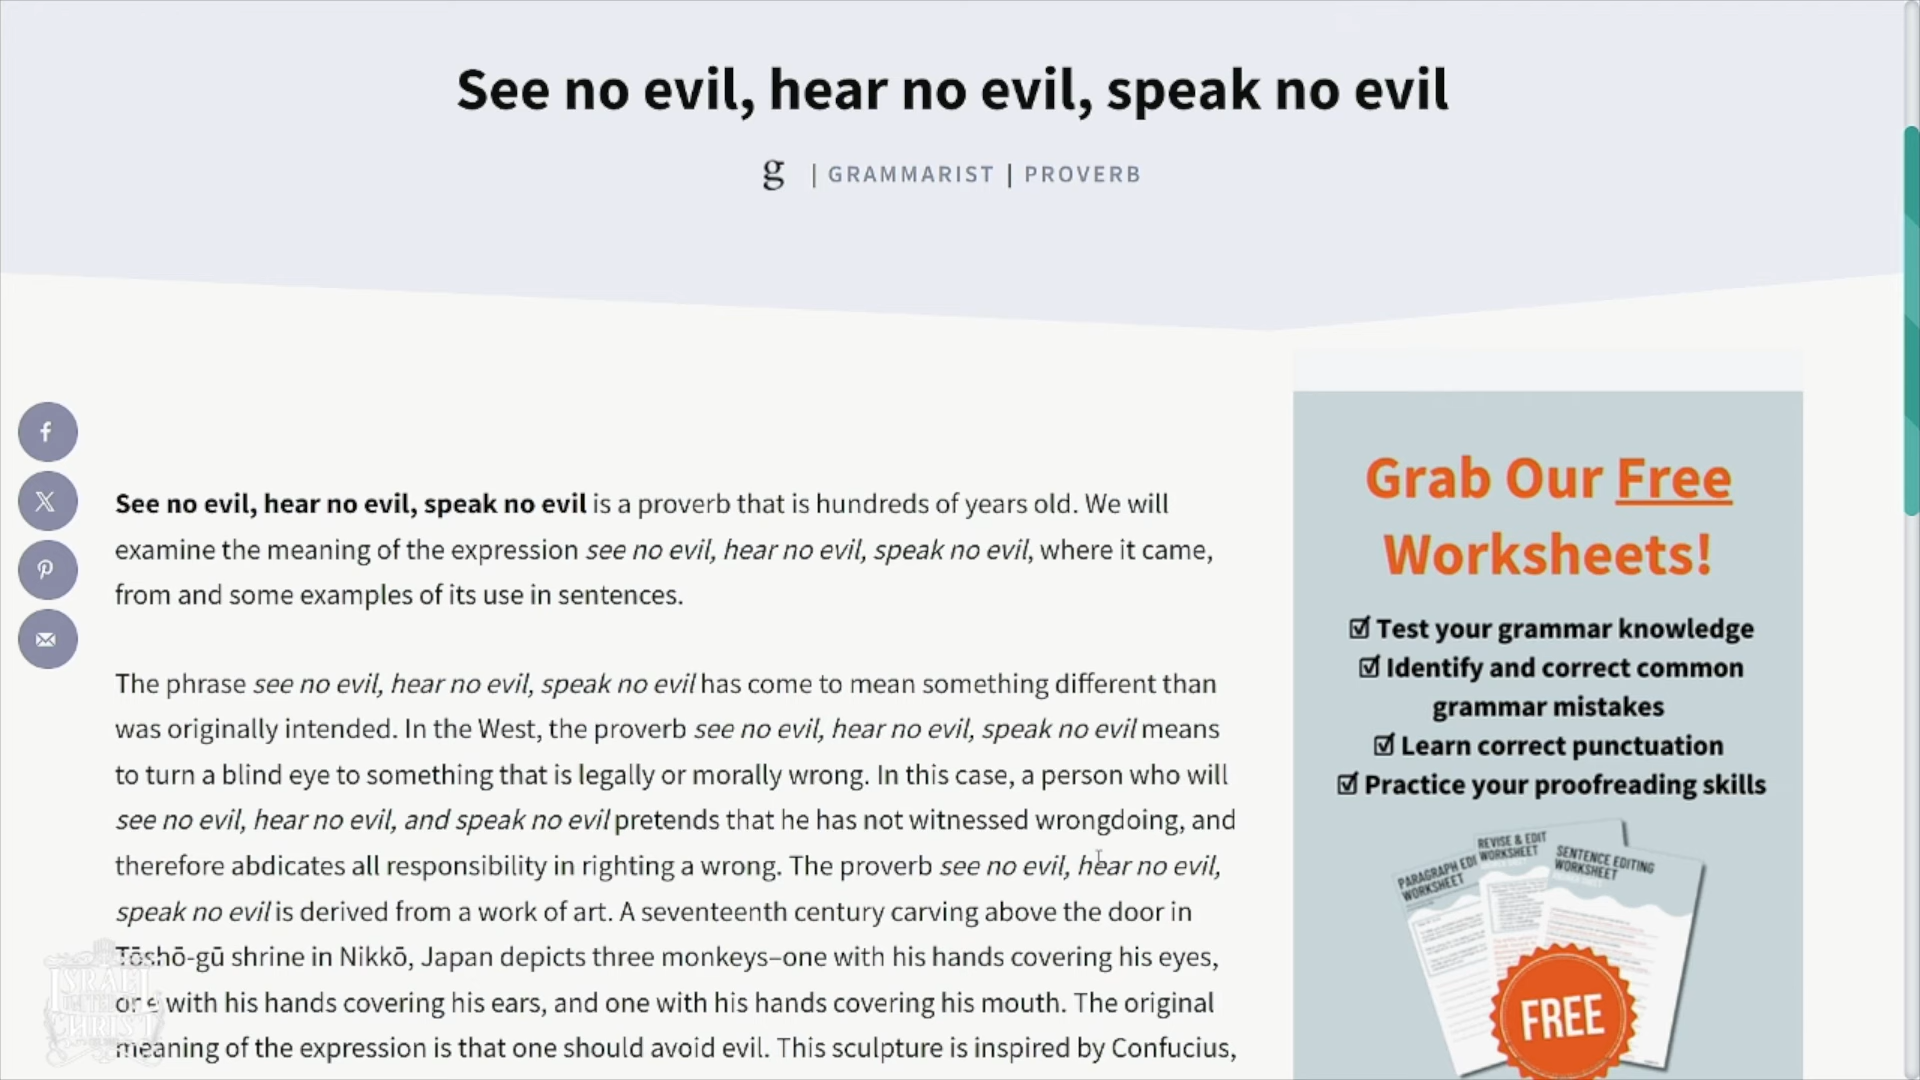 See no evil, hear no evil, speak no evil
g | GRAMMARIST | PROVERB
See no evil, hear no evil, speak no evil is a proverb that is hundreds of years old. We will
examine the meaning of the expression see no evil, hear no evil, speak no evil, where it came,
from and some examples of its use in sentences.
The phrase see no evil, hear no evil, speak no evil has come to mean something different than
was originally intended. In the West, the proverb see no evil, hear no evil, speak no evil means
to turn a blind eye to something that is legally or morally wrong. In this case, a person who will
see no evil, hear no evil, and speak no evil pretends that he has not witnessed wrongdoing, and
therefore abdicates all responsibility in righting a wrong. The proverb see no evil, hear no evil,
speak no evil is derived from a work of art. A seventeenth century carving above the door in
Tōshō-gū shrine in Nikkō, Japan depicts three monkeys–one with his hands covering his eyes,
with his hands covering his ears, and one with his hands covering his mouth. The original
meaning of the expression is that one should avoid evil. This sculpture is inspired by Confucius,
Grab Our Free
Worksheets!
☑ Test your grammar knowledge
☑ Identify and correct common
grammar mistakes
☑ Learn correct punctuation
☑ Practice your proofreading skills
PARAGRAPH
WORKSHEET
REVISE & EDIT
WORKSHEET
SENTENCE EDITING
WORKSHEET
FREE
ISRAEL
UNITED IN
CHRIST